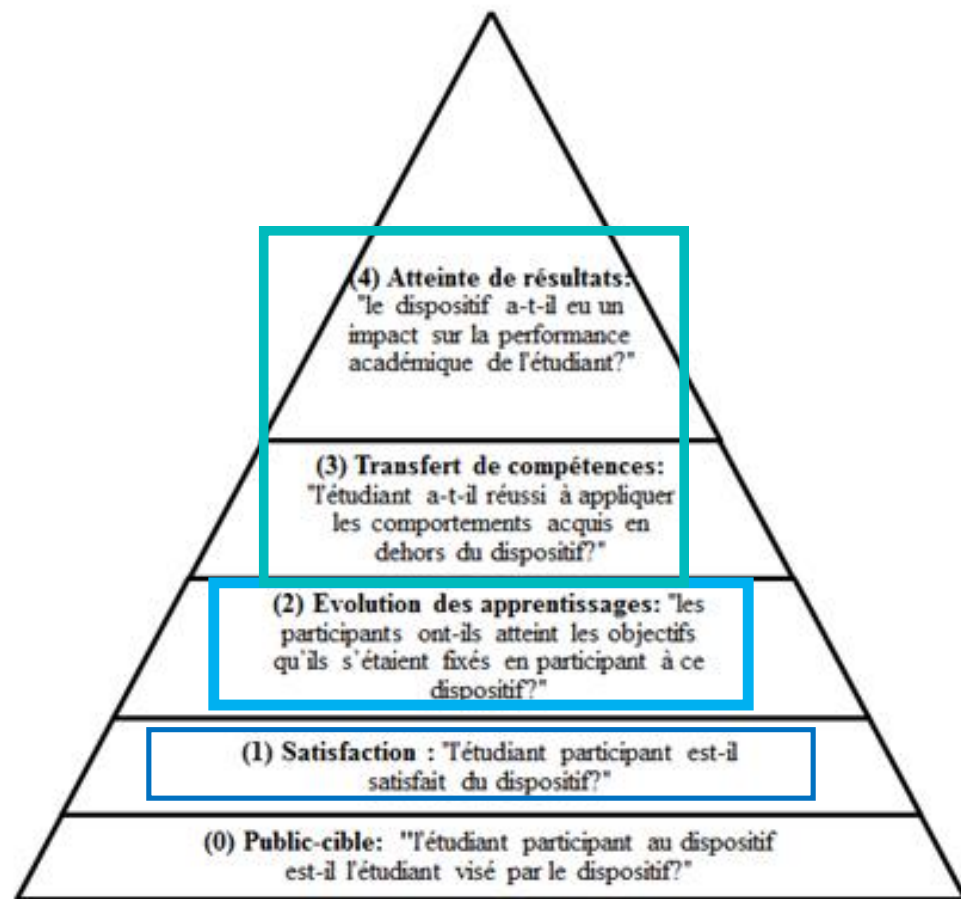 (4) Atteinte de résultats:
"le dispositif a-t-il eu un
impact sur la performance
académique de l'étudiant?"
(3) Transfert de compétences:
"l'étudiant a-t-il réussi à appliquer
les comportements acquis en
dehors du dispositif?"
(2) Evolution des apprentissages: "les
participants ont-ils atteint les objectifs
qu'ils s'étaient fixés en participant à ce
dispositif?"
(1) Satisfaction : "l'étudiant participant est-il
satisfait du dispositif?"
(0) Public-cible: "l'étudiant participant au dispositif
est-il l'étudiant visé par le dispositif?"